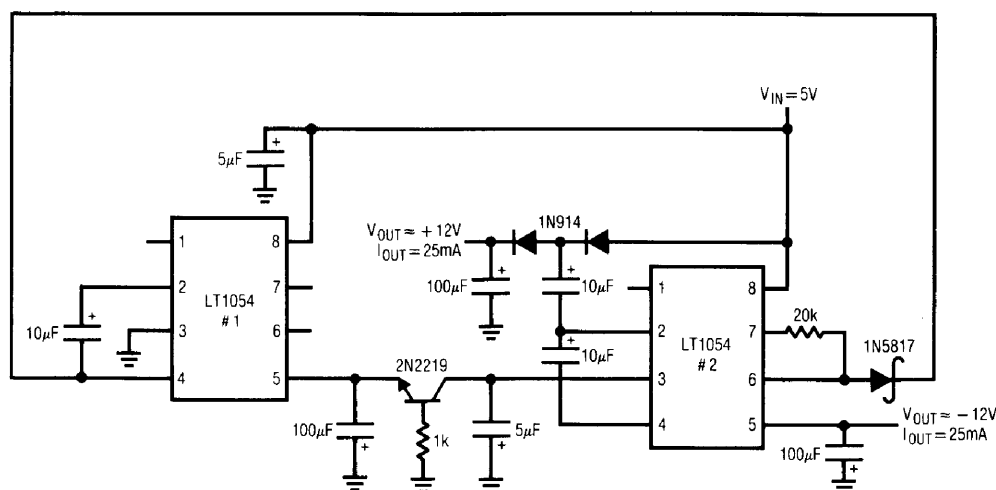 V_IN = 5V
5μF
+
V_OUT ≈ +12V
I_OUT = 25mA
1N914
+
100μF
+
10μF
1
8
2
7
3
6
4
5
LT1054
#1
10μF
+
+
10μF
1
8
2
7
3
6
4
5
LT1054
#2
20k
1N5817
2N2219
1k
100μF
+
5μF
+
V_OUT ≈ −12V
I_OUT = 25mA
100μF
+